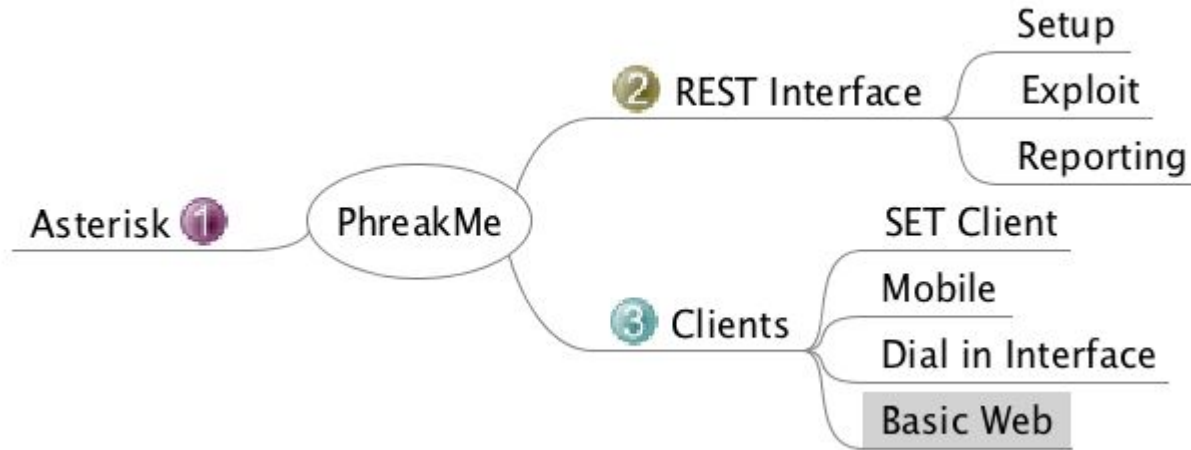 Asterisk 1
PhreakMe
2 REST Interface
Setup
Exploit
Reporting
3 Clients
SET Client
Mobile
Dial in Interface
Basic Web